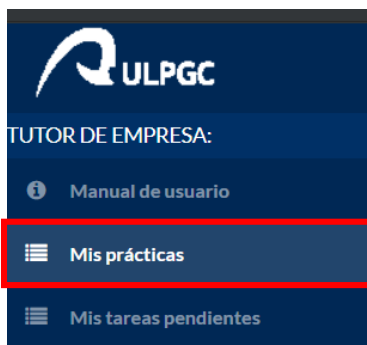 ULPGC
TUTOR DE EMPRESA:
Manual de usuario
Mis prácticas
Mis tareas pendientes